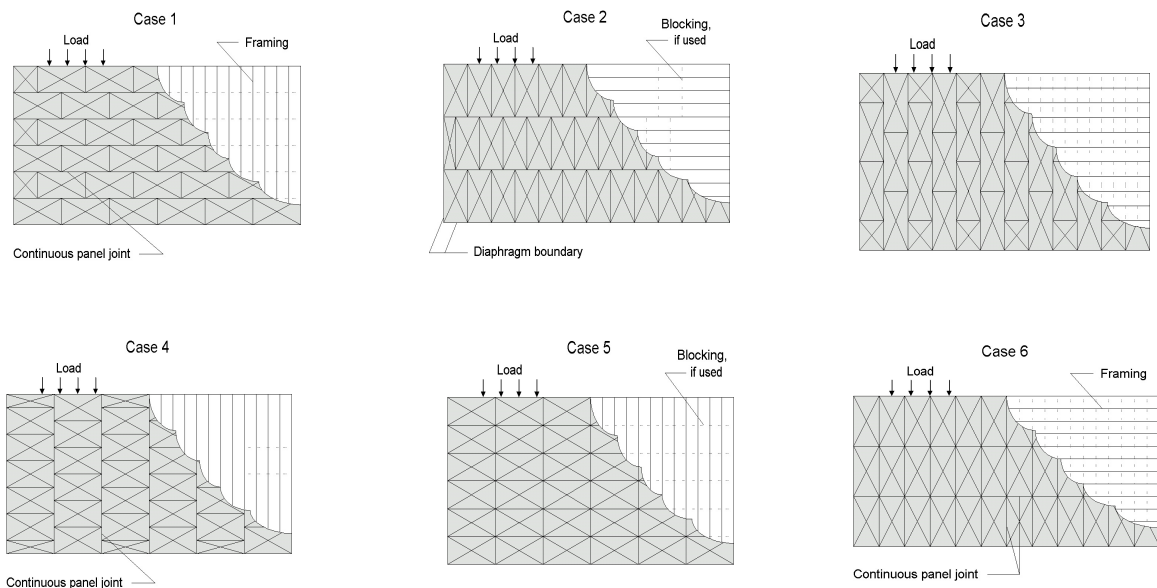 Case 1
Load
Framing
Continuous panel joint
Case 2
Load
Blocking,
if used
Diaphragm boundary
Case 3
Load
Case 4
Load
Continuous panel joint
Case 5
Load
Blocking,
if used
Case 6
Load
Framing
Continuous panel joint